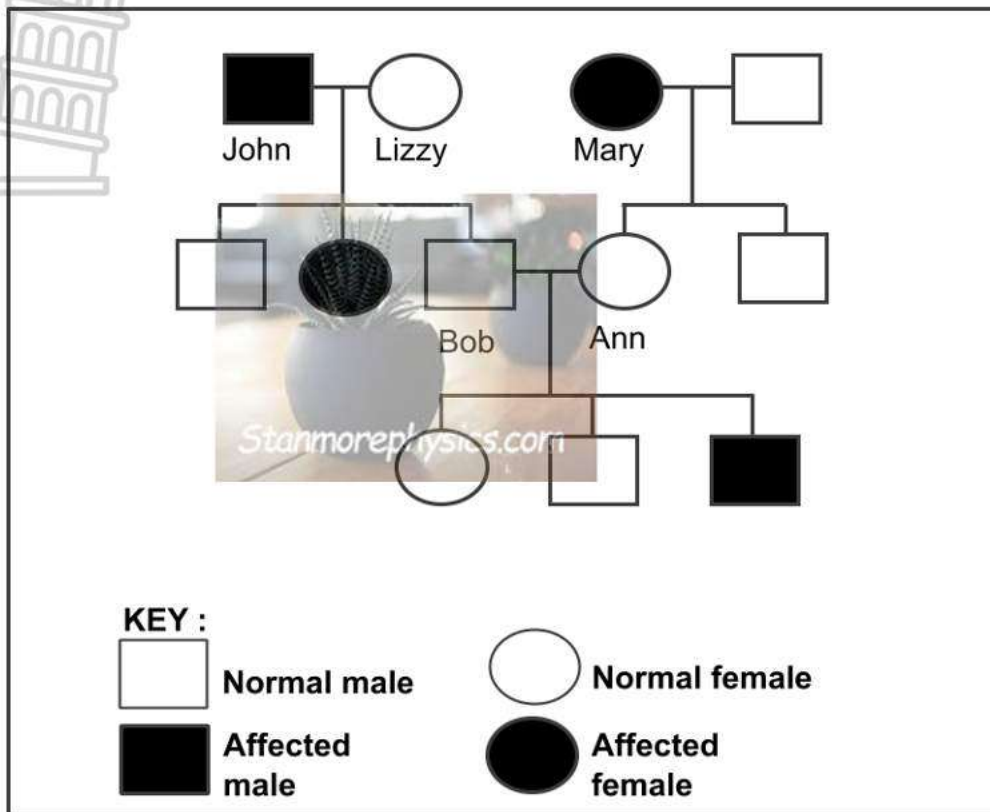 John Lizzy Mary
Bob Ann
Stanmorephysics.com
KEY :
Normal male Normal female
Affected male Affected female